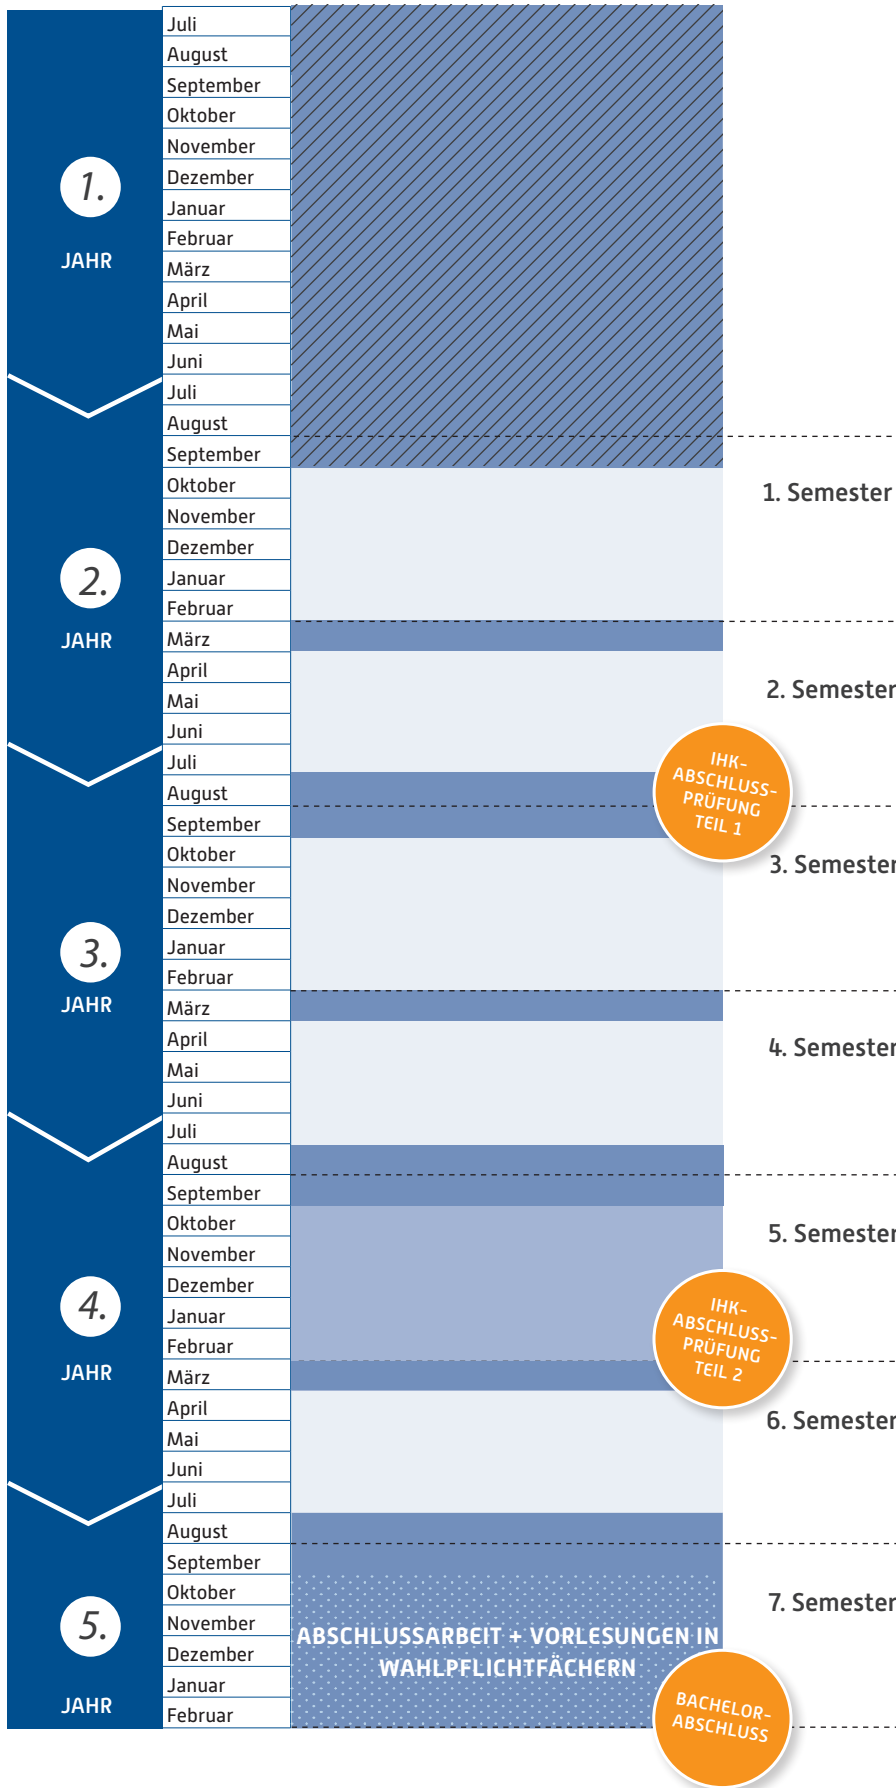 Juli
August
September
Oktober
November
Dezember
1.
Januar
Februar
JAHR
März
April
Mai
Juni
Juli
August
September
Oktober
1. Semester
November
Dezember
2.
Januar
Februar
JAHR
März
April
2. Semester
Mai
Juni
Juli
IHK-
ABSCHLUSS-
PRÜFUNG
TEIL 1
August
September
Oktober
3. Semester
November
Dezember
3.
Januar
Februar
JAHR
März
April
4. Semester
Mai
Juni
Juli
August
September
Oktober
5. Semester
November
Dezember
4.
Januar
IHK-
ABSCHLUSS-
PRÜFUNG
TEIL 2
Februar
JAHR
März
April
6. Semester
Mai
Juni
Juli
August
September
Oktober
7. Semester
5.
November
ABSCHLUSSARBEIT + VORLESUNGEN IN
WAHLPFLICHTFÄCHERN
Dezember
Januar
JAHR
Februar
BACHELOR-
ABSCHLUSS